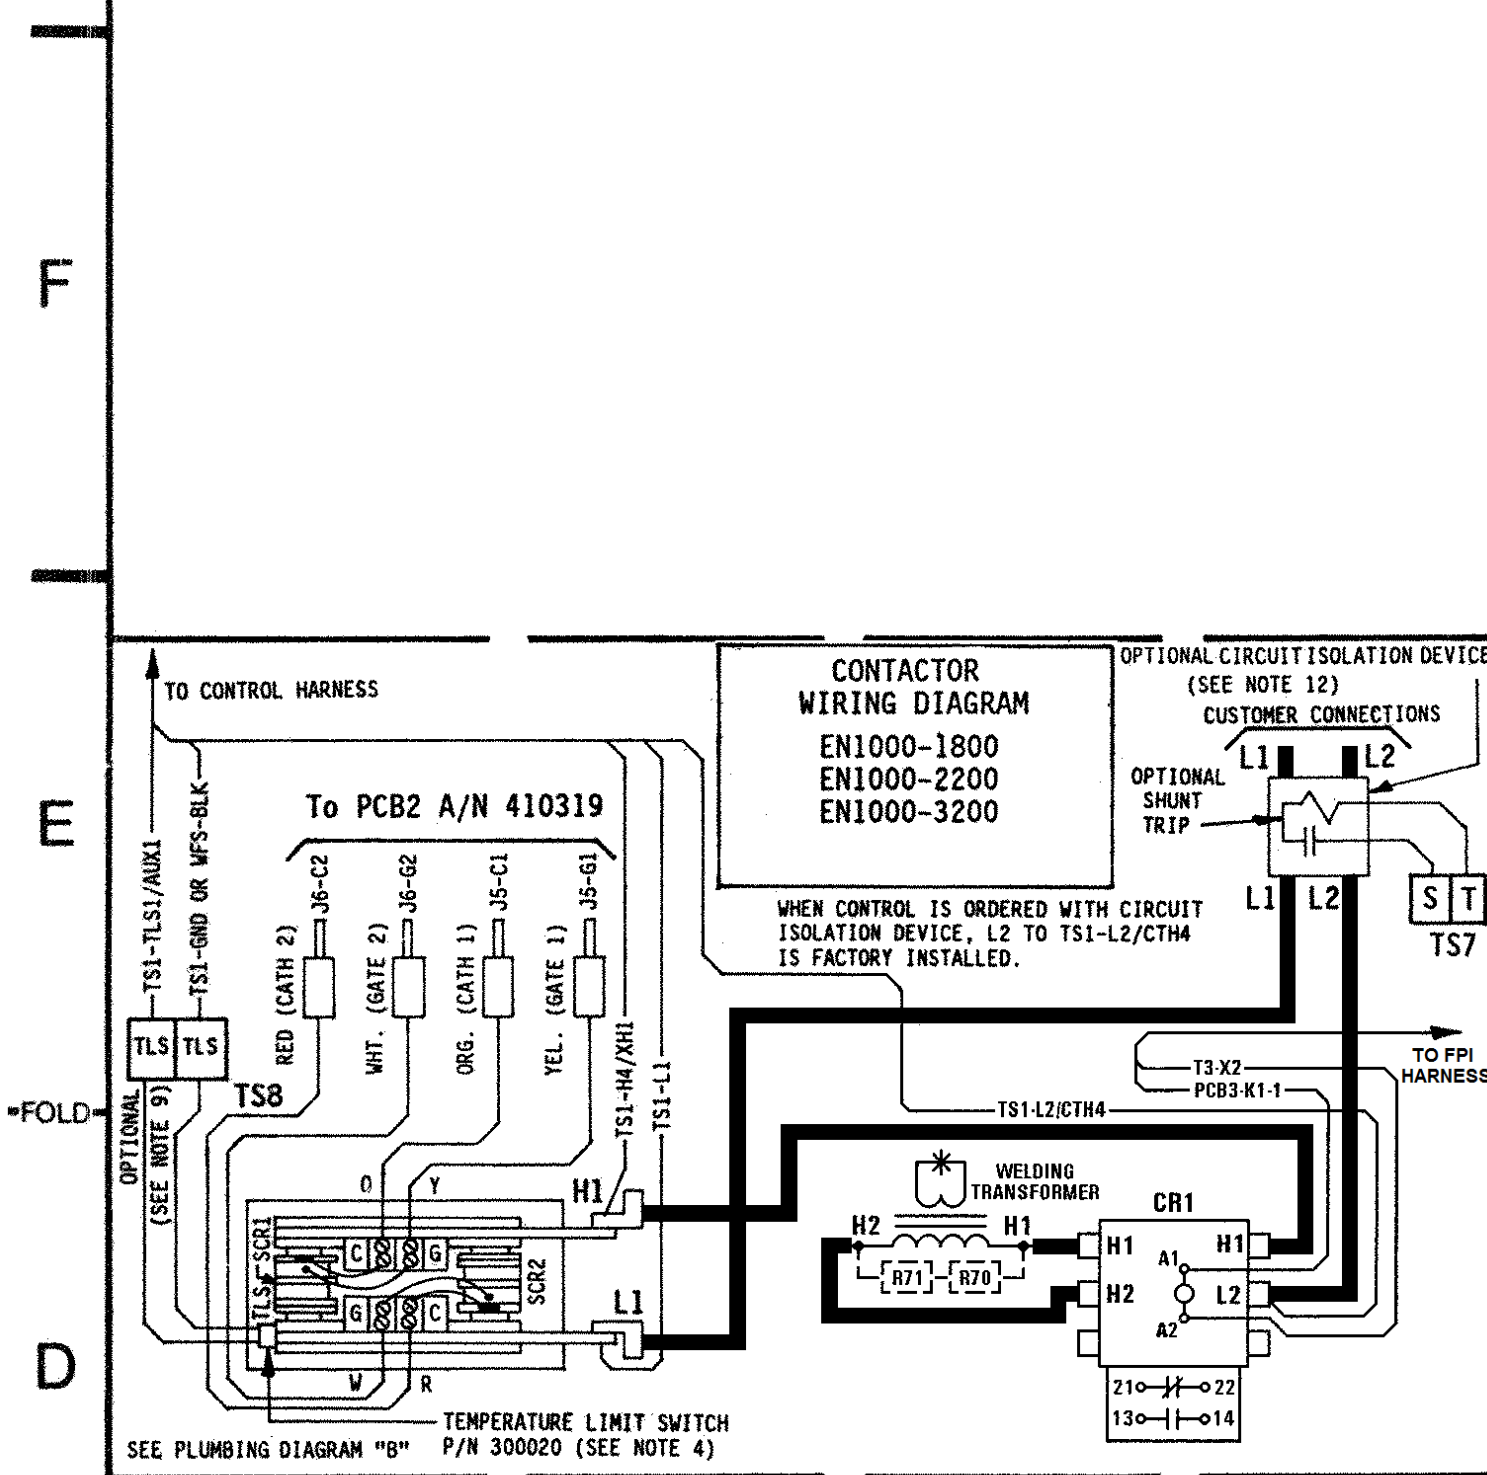 F
E
D
FOLD
TO CONTROL HARNESS
CONTACTOR
WIRING DIAGRAM
EN1000-1800
EN1000-2200
EN1000-3200
OPTIONAL CIRCUIT ISOLATION DEVICE
(SEE NOTE 12)
CUSTOMER CONNECTIONS
L1
L2
OPTIONAL
SHUNT
TRIP
L1
L2
S
T
TS7
WHEN CONTROL IS ORDERED WITH CIRCUIT
ISOLATION DEVICE, L2 TO TS1-L2/CTH4
IS FACTORY INSTALLED.
To PCB2 A/N 410319
TS1-TLS1/AUX1
TS1-GND OR WFS-BLK
J6-C2
J6-G2
J5-C1
J5-G1
RED (CATH 2)
WHT. (GATE 2)
ORG. (CATH 1)
YEL. (GATE 1)
TLS
TLS
TS8
OPTIONAL
(SEE NOTE 9)
TS1-H4/XH1
TS1-L1
TO FPI
HARNESS
T3-X2
PCB3-K1-1
TS1-L2/CTH4
O
Y
H1
SCR1
TLS
C
G
G
C
SCR2
L1
W
R
TEMPERATURE LIMIT SWITCH
P/N 300020 (SEE NOTE 4)
SEE PLUMBING DIAGRAM "B"
WELDING
TRANSFORMER
H2
H1
R71
R70
CR1
H1
H1
A1
H2
L2
A2
21
22
13
14